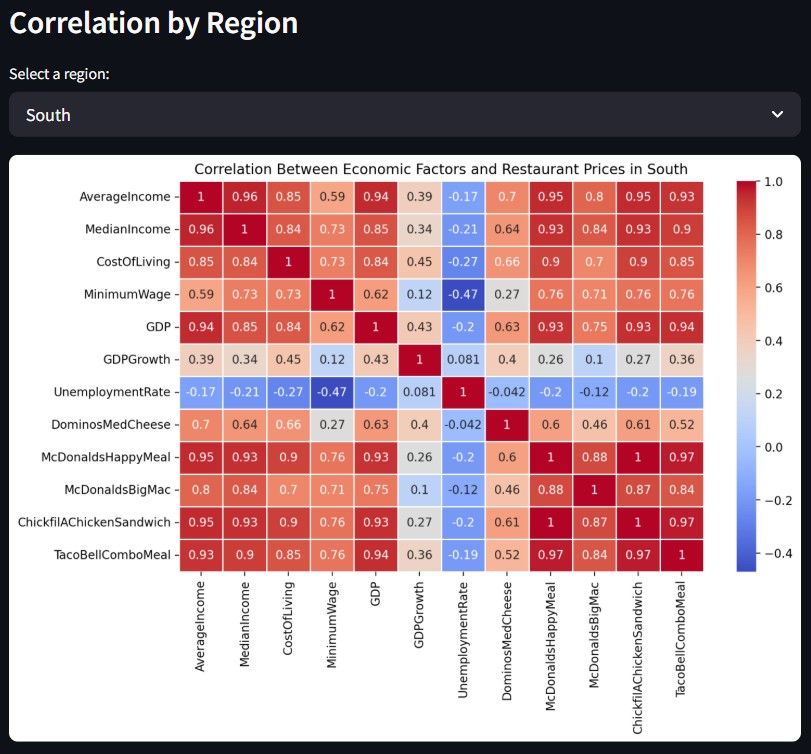 Correlation by Region
Select a region:
South
Correlation Between Economic Factors and Restaurant Prices in South
AverageIncome 1 0.96 0.85 0.59 0.94 0.39 -0.17 0.7 0.95 0.8 0.95 0.93
MedianIncome 0.96 1 0.84 0.73 0.85 0.34 -0.21 0.64 0.93 0.84 0.93 0.9
CostOfLiving 0.85 0.84 1 0.73 0.84 0.45 -0.27 0.66 0.9 0.7 0.9 0.85
MinimumWage 0.59 0.73 0.73 1 0.62 0.12 -0.47 0.27 0.76 0.71 0.76 0.76
GDP 0.94 0.85 0.84 0.62 1 0.43 -0.2 0.63 0.93 0.75 0.93 0.94
GDPGrowth 0.39 0.34 0.45 0.12 0.43 1 0.081 0.4 0.26 0.1 0.27 0.36
UnemploymentRate -0.17 -0.21 -0.27 -0.47 -0.2 0.081 1 -0.042 -0.2 -0.12 -0.2 -0.19
DominosMedCheese 0.7 0.64 0.66 0.27 0.63 0.4 -0.042 1 0.6 0.46 0.61 0.52
McDonaldsHappyMeal 0.95 0.93 0.9 0.76 0.93 0.26 -0.2 0.6 1 0.88 1 0.97
McDonaldsBigMac 0.8 0.84 0.7 0.71 0.75 0.1 -0.12 0.46 0.88 1 0.87 0.84
ChickfilAChickenSandwich 0.95 0.93 0.9 0.76 0.93 0.27 -0.2 0.61 1 0.87 1 0.97
TacoBellComboMeal 0.93 0.9 0.85 0.76 0.94 0.36 -0.19 0.52 0.97 0.84 0.97 1
AverageIncome
MedianIncome
CostOfLiving
MinimumWage
GDP
GDPGrowth
UnemploymentRate
DominosMedCheese
McDonaldsHappyMeal
McDonaldsBigMac
ChickfilAChickenSandwich
TacoBellComboMeal
1.0
0.8
0.6
0.4
0.2
0.0
−0.2
−0.4